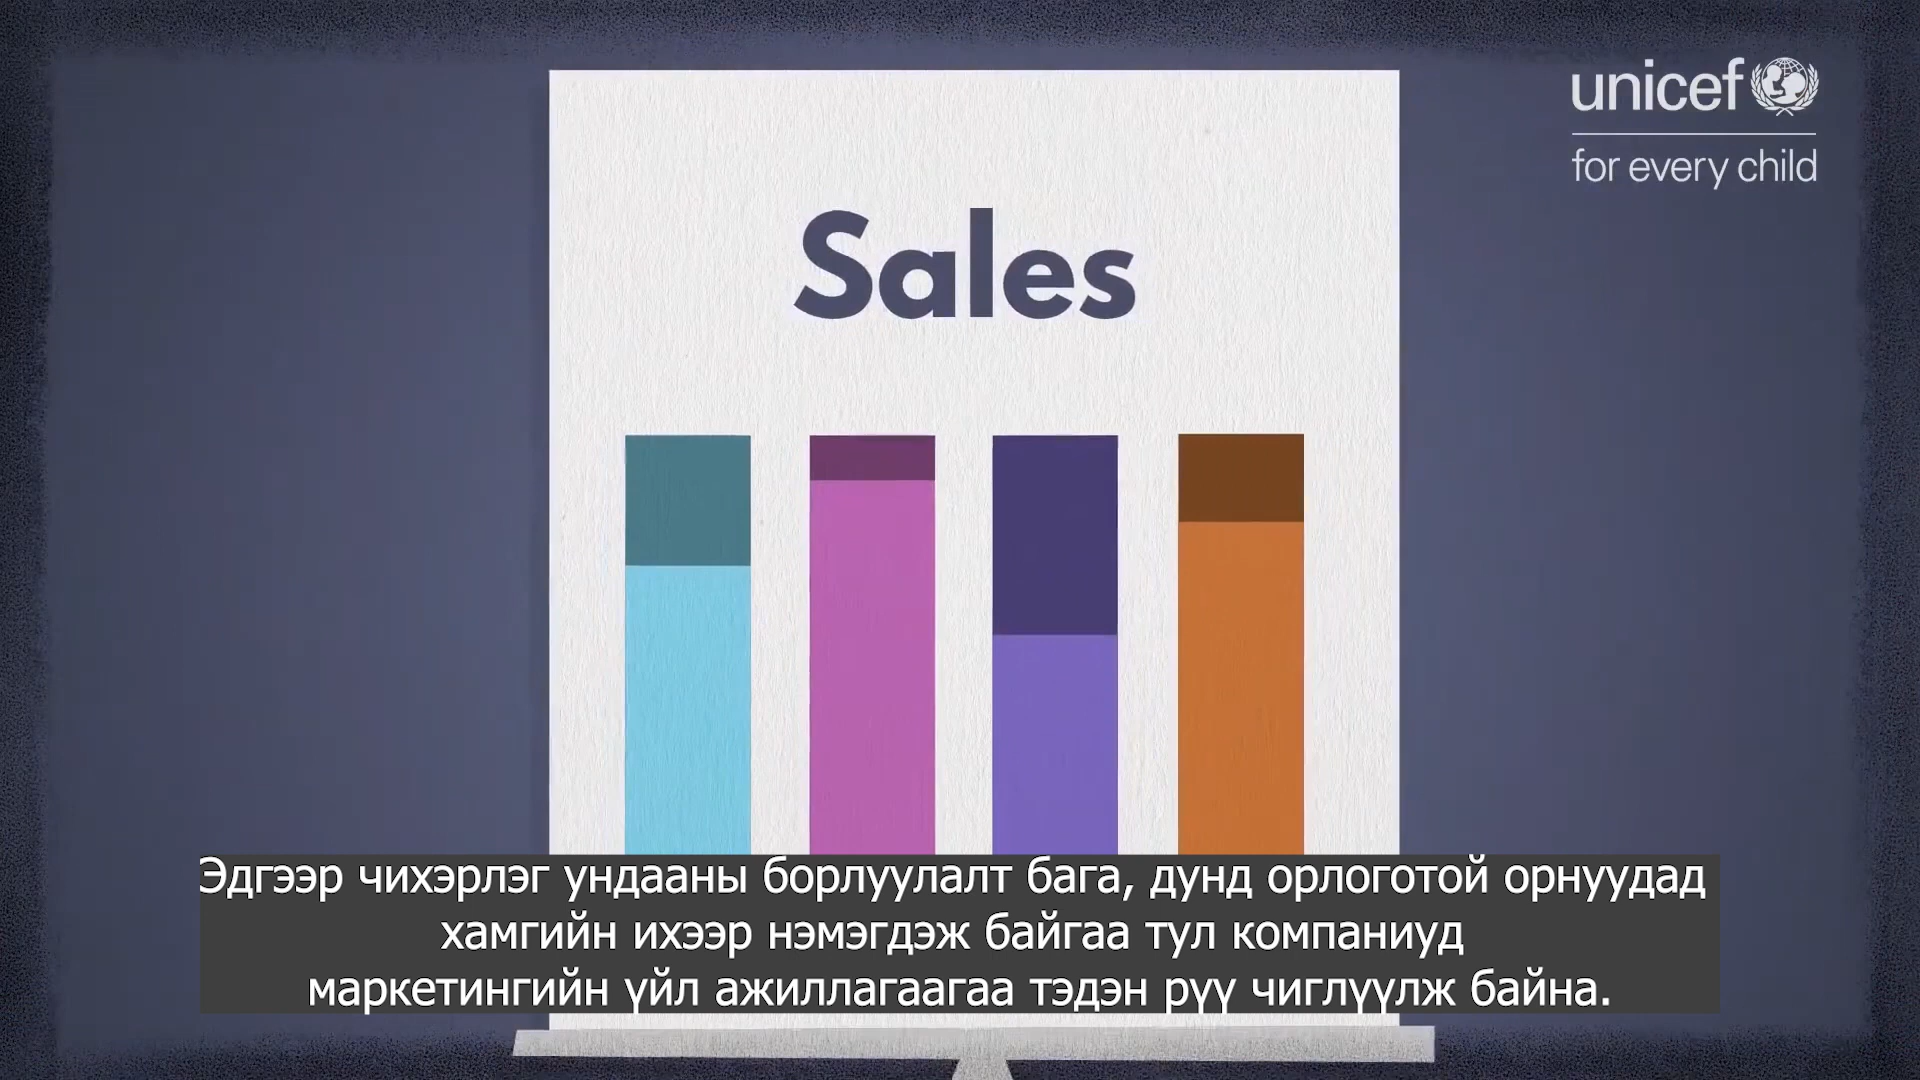 unicef
for every child
Sales
Эдгээр чихэрлэг ундааны борлуулалт бага, дунд орлоготой орнуудад
хамгийн ихээр нэмэгдэж байгаа тул компаниуд
маркетингийн үйл ажиллагаагаа тэдэн рүү чиглүүлж байна.